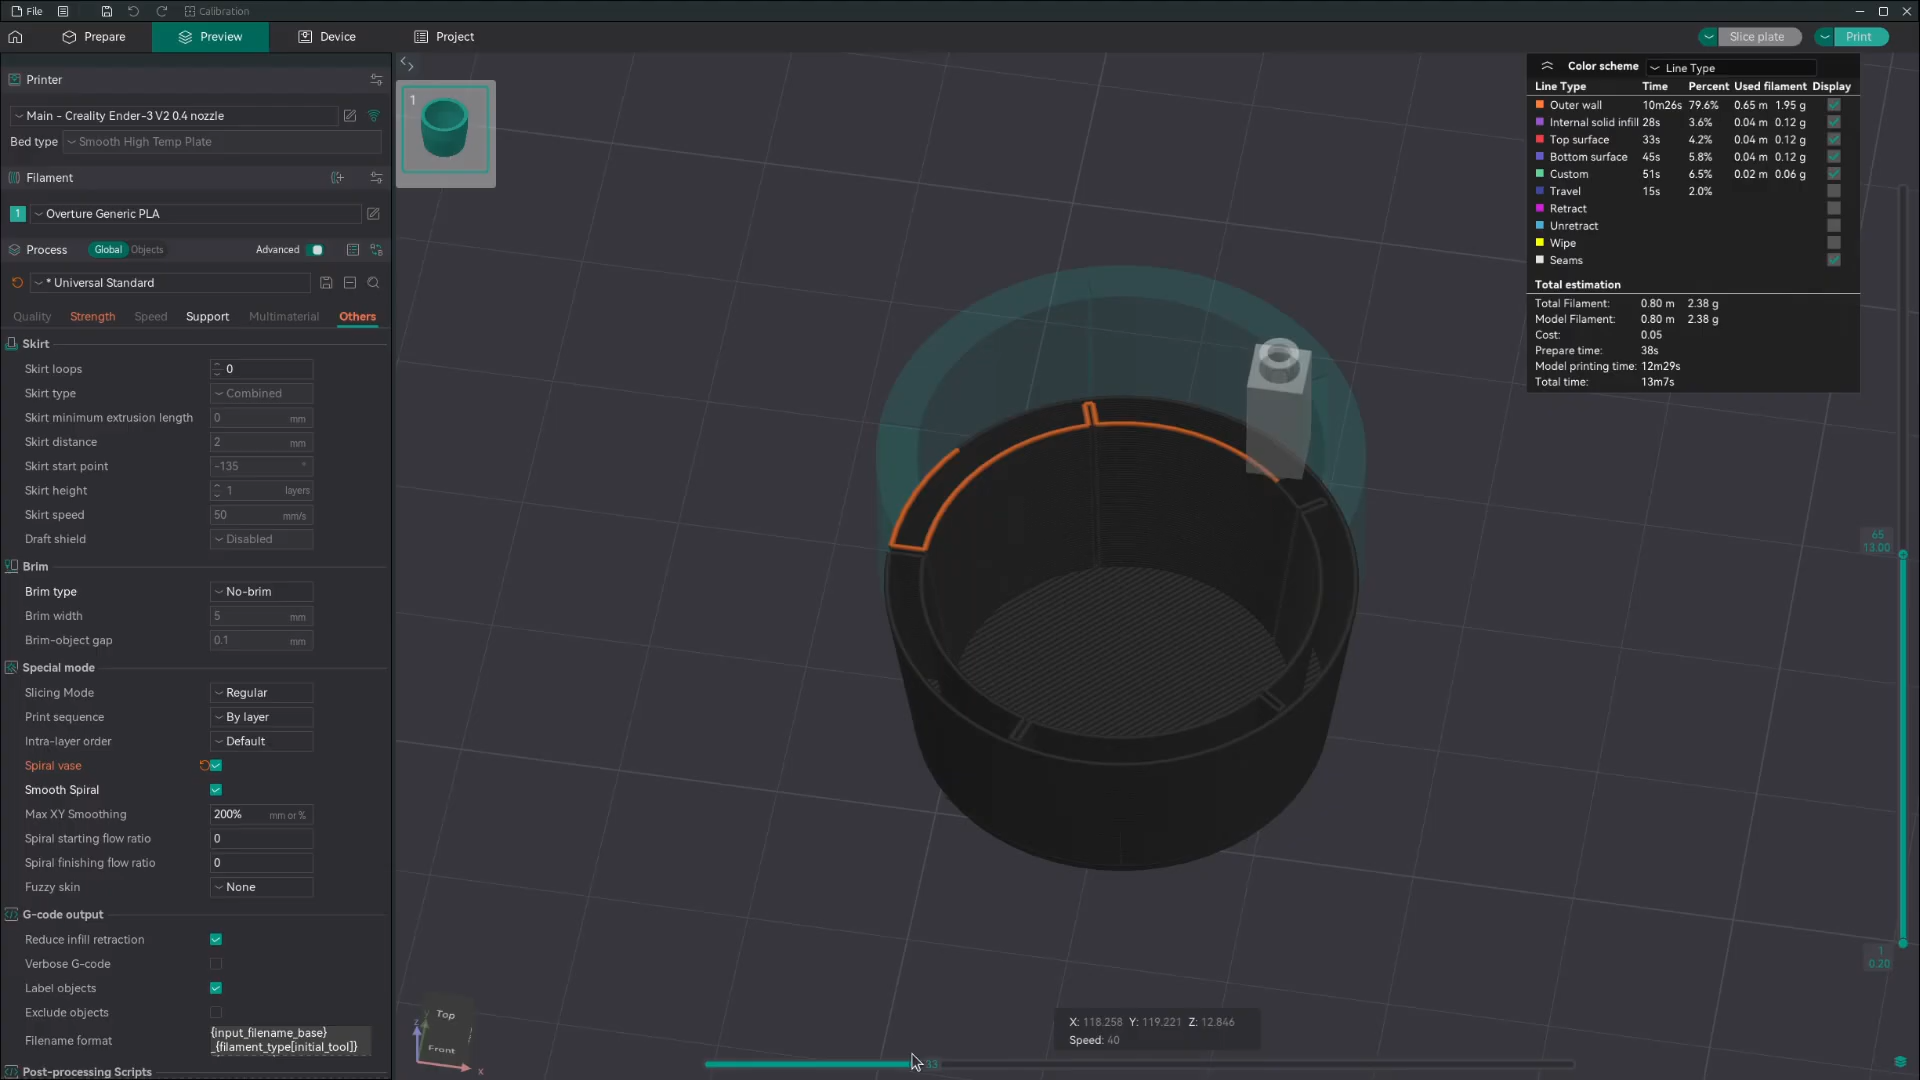 File Calibration
Prepare Preview Device Project Slice plate Print
Printer
Main - Creality Ender-3 V2 0.4 nozzle
Bed type Smooth High Temp Plate
Filament
1 Overture Generic PLA
Process Global Objects Advanced
* Universal Standard
Quality Strength Speed Support Multimaterial Others
Skirt
Skirt loops 0
Skirt type Combined
Skirt minimum extrusion length 0 mm
Skirt distance 2 mm
Skirt start point -135 °
Skirt height 1 layers
Skirt speed 50 mm/s
Draft shield Disabled
Brim
Brim type No-brim
Brim width 5 mm
Brim-object gap 0.1 mm
Special mode
Slicing Mode Regular
Print sequence By layer
Intra-layer order Default
Spiral vase
Smooth Spiral
Max XY Smoothing 200% mm or %
Spiral starting flow ratio 0
Spiral finishing flow ratio 0
Fuzzy skin None
G-code output
Reduce infill retraction
Verbose G-code
Label objects
Exclude objects
Filename format {input_filename_base}
_{filament_type[initial_tool]}
Post-processing Scripts
1
Color scheme Line Type
Line Type Time Percent Used filament Display
Outer wall 10m26s 79.6% 0.65 m 1.95 g
Internal solid infill 28s 3.6% 0.04 m 0.12 g
Top surface 33s 4.2% 0.04 m 0.12 g
Bottom surface 45s 5.8% 0.04 m 0.12 g
Custom 51s 6.5% 0.02 m 0.06 g
Travel 15s 2.0%
Retract
Unretract
Wipe
Seams
Total estimation
Total Filament: 0.80 m 2.38 g
Model Filament: 0.80 m 2.38 g
Cost: 0.05
Prepare time: 38s
Model printing time: 12m29s
Total time: 13m7s
65
13.00
1
0.20
Top
Front
z
y
x
X: 118.258 Y: 119.221 Z: 12.846
Speed: 40
33